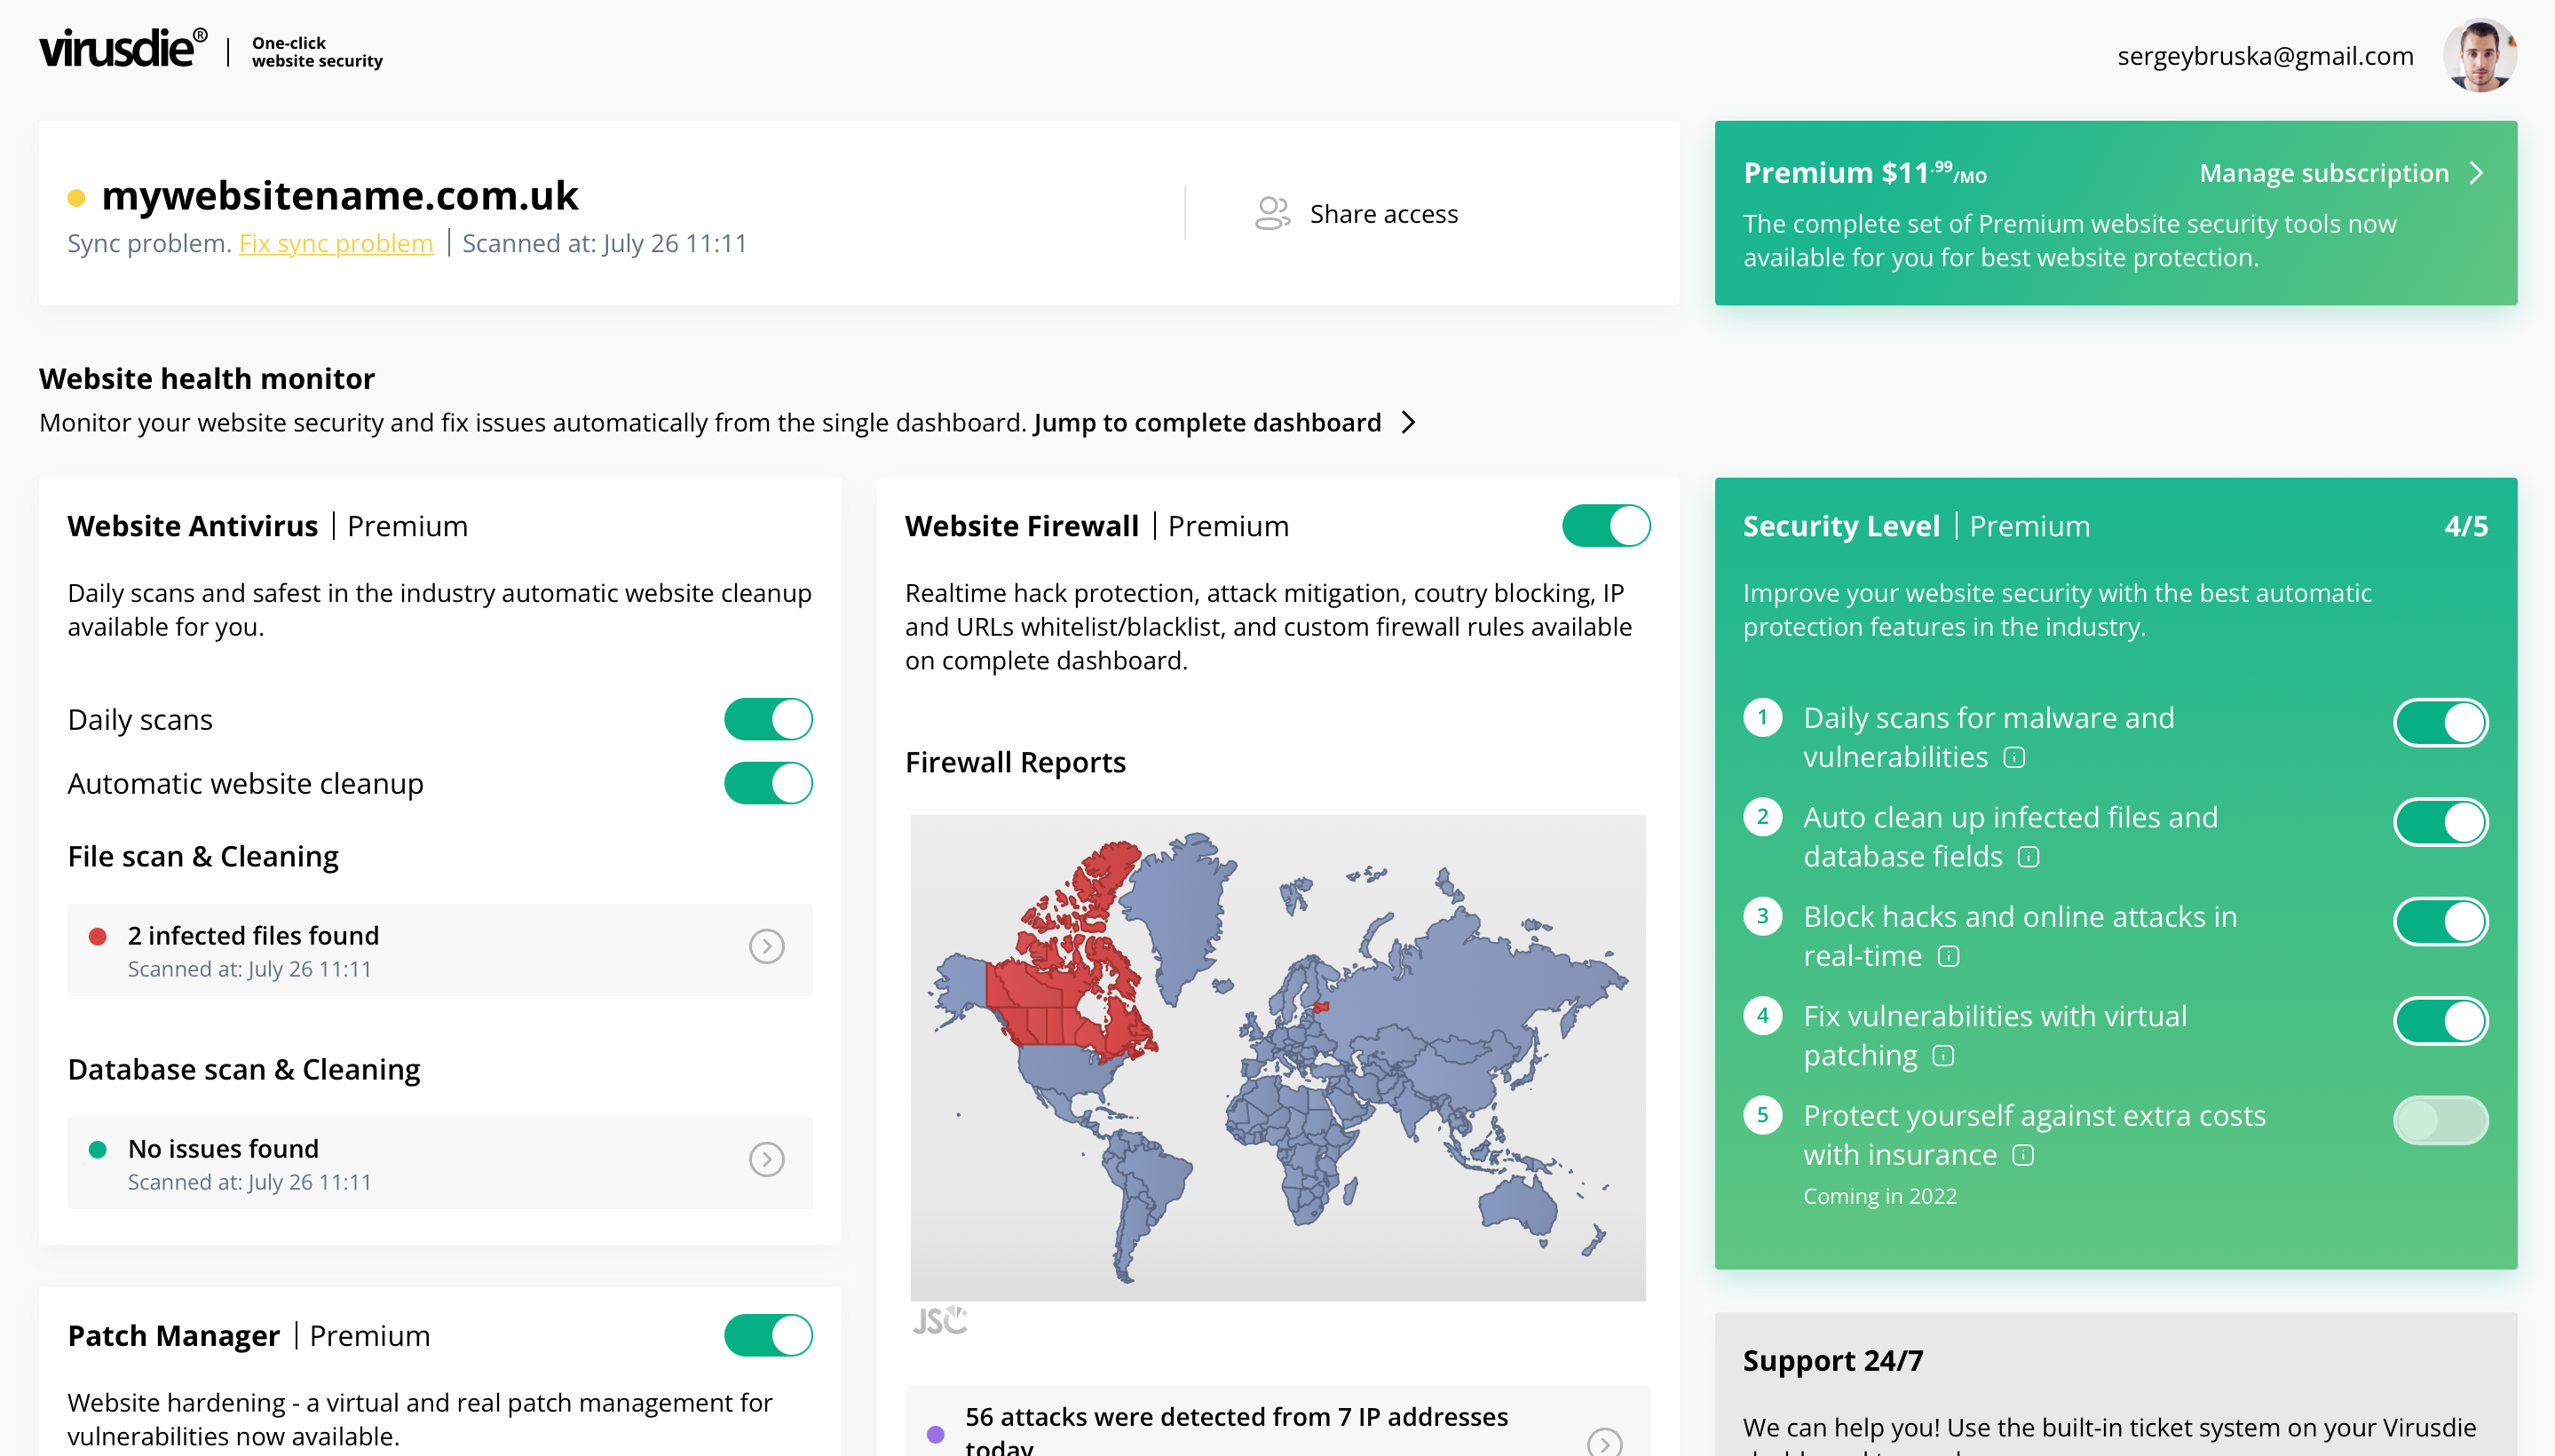 virusdie®
One-click
website security
sergeybruska@gmail.com
mywebsitename.com.uk
Sync problem. Fix sync problem | Scanned at: July 26 11:11
Share access
Premium $11.99/MO
Manage subscription
The complete set of Premium website security tools now
available for you for best website protection.
Website health monitor
Monitor your website security and fix issues automatically from the single dashboard. Jump to complete dashboard
Website Antivirus | Premium
Daily scans and safest in the industry automatic website cleanup
available for you.
Daily scans
Automatic website cleanup
File scan & Cleaning
2 infected files found
Scanned at: July 26 11:11
Database scan & Cleaning
No issues found
Scanned at: July 26 11:11
Patch Manager | Premium
Website hardening - a virtual and real patch management for
vulnerabilities now available.
Website Firewall | Premium
Realtime hack protection, attack mitigation, coutry blocking, IP
and URLs whitelist/blacklist, and custom firewall rules available
on complete dashboard.
Firewall Reports
JSC
56 attacks were detected from 7 IP addresses
today
Security Level | Premium
4/5
Improve your website security with the best automatic
protection features in the industry.
1 Daily scans for malware and
vulnerabilities
2 Auto clean up infected files and
database fields
3 Block hacks and online attacks in
real-time
4 Fix vulnerabilities with virtual
patching
5 Protect yourself against extra costs
with insurance
Coming in 2022
Support 24/7
We can help you! Use the built-in ticket system on your Virusdie